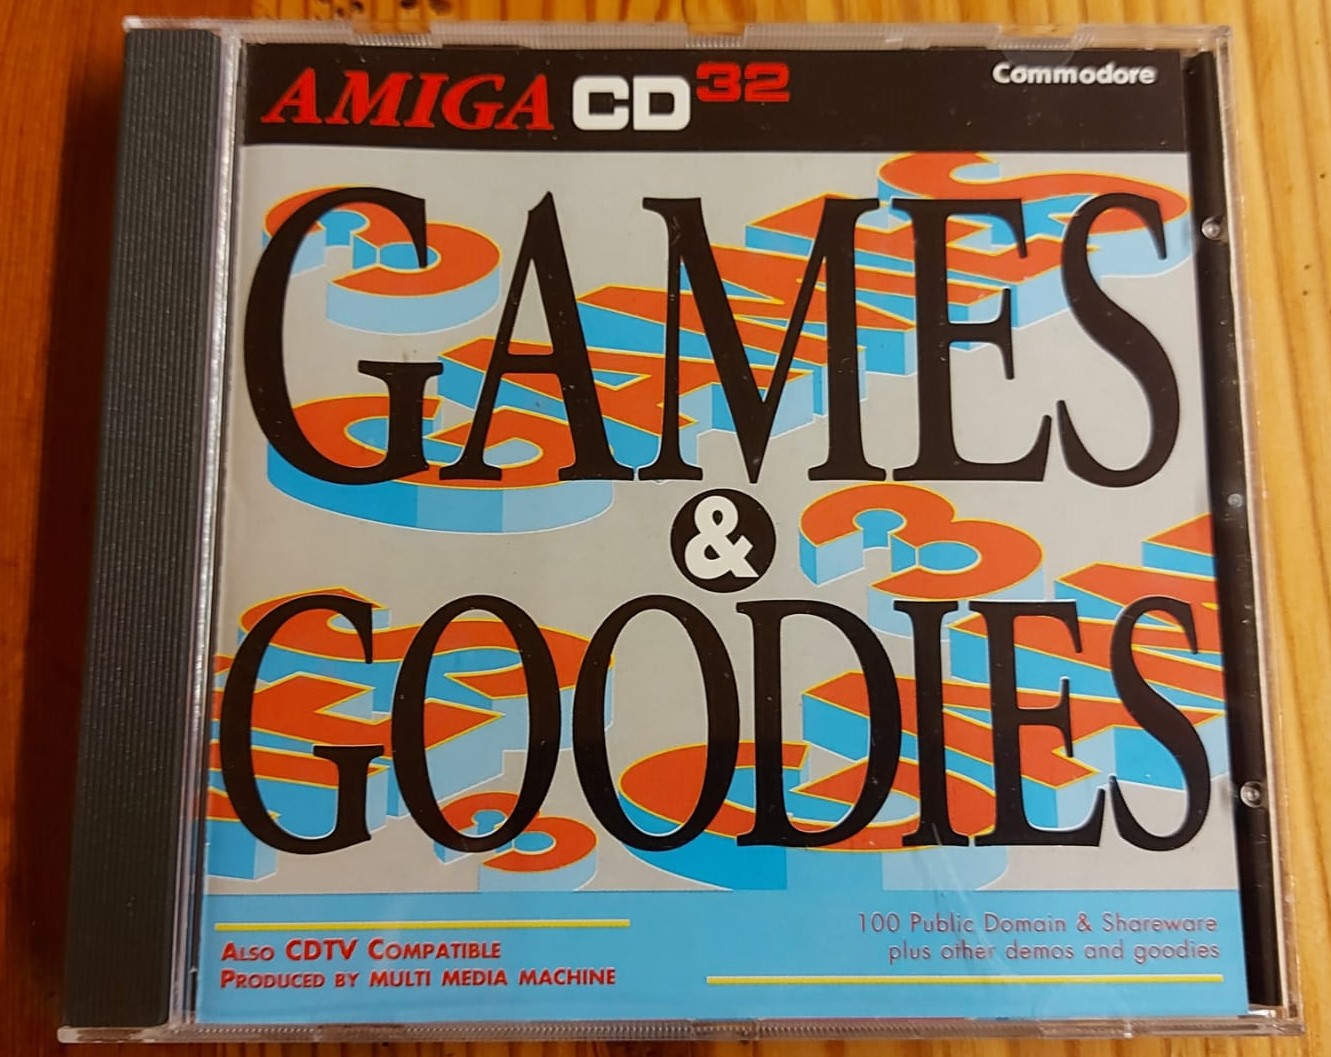 AMIGA CD32
Commodore
GAMES
&
GOODIES
ALSO CDTV COMPATIBLE
PRODUCED BY MULTI MEDIA MACHINE
100 Public Domain & Shareware
plus other demos and goodies